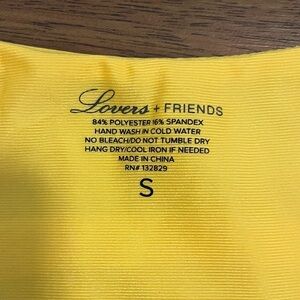 Lovers + FRIENDS
84% POLYESTER 16% SPANDEX
HAND WASH IN COLD WATER
NO BLEACH/DO NOT TUMBLE DRY
HANG DRY/COOL IRON IF NEEDED
MADE IN CHINA
RN# 132829
S